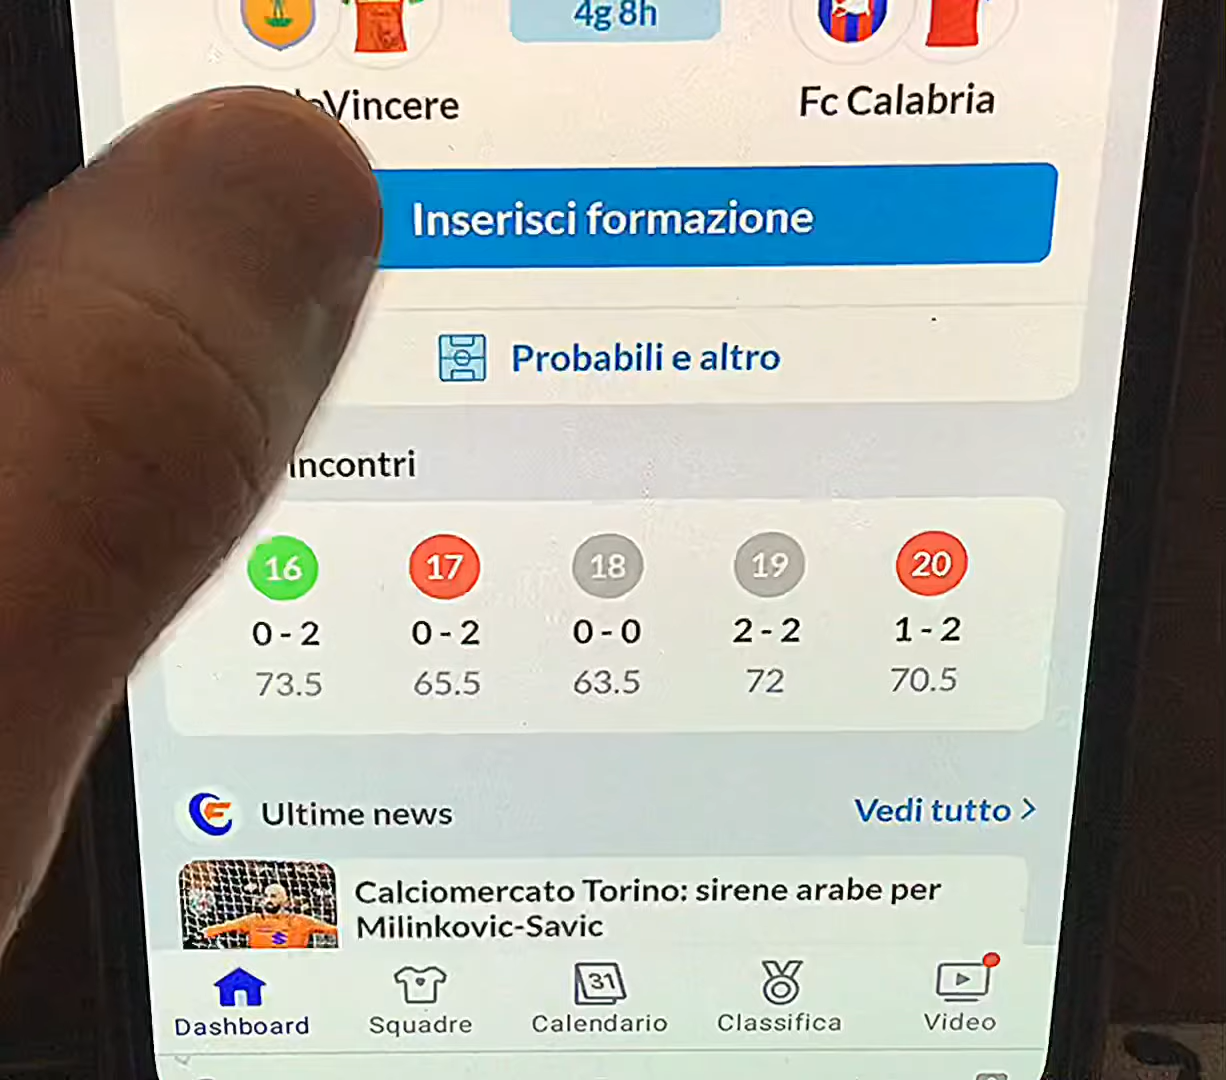 4g 8h
Vincere
Fc Calabria
Inserisci formazione
Probabili e altro
incontri
16 17 18 19 20
0 - 2 0 - 2 0 - 0 2 - 2 1 - 2
73.5 65.5 63.5 72 70.5
Ultime news
Vedi tutto >
Calciomercato Torino: sirene arabe per
Milinkovic-Savic
31
Dashboard Squadre Calendario Classifica Video